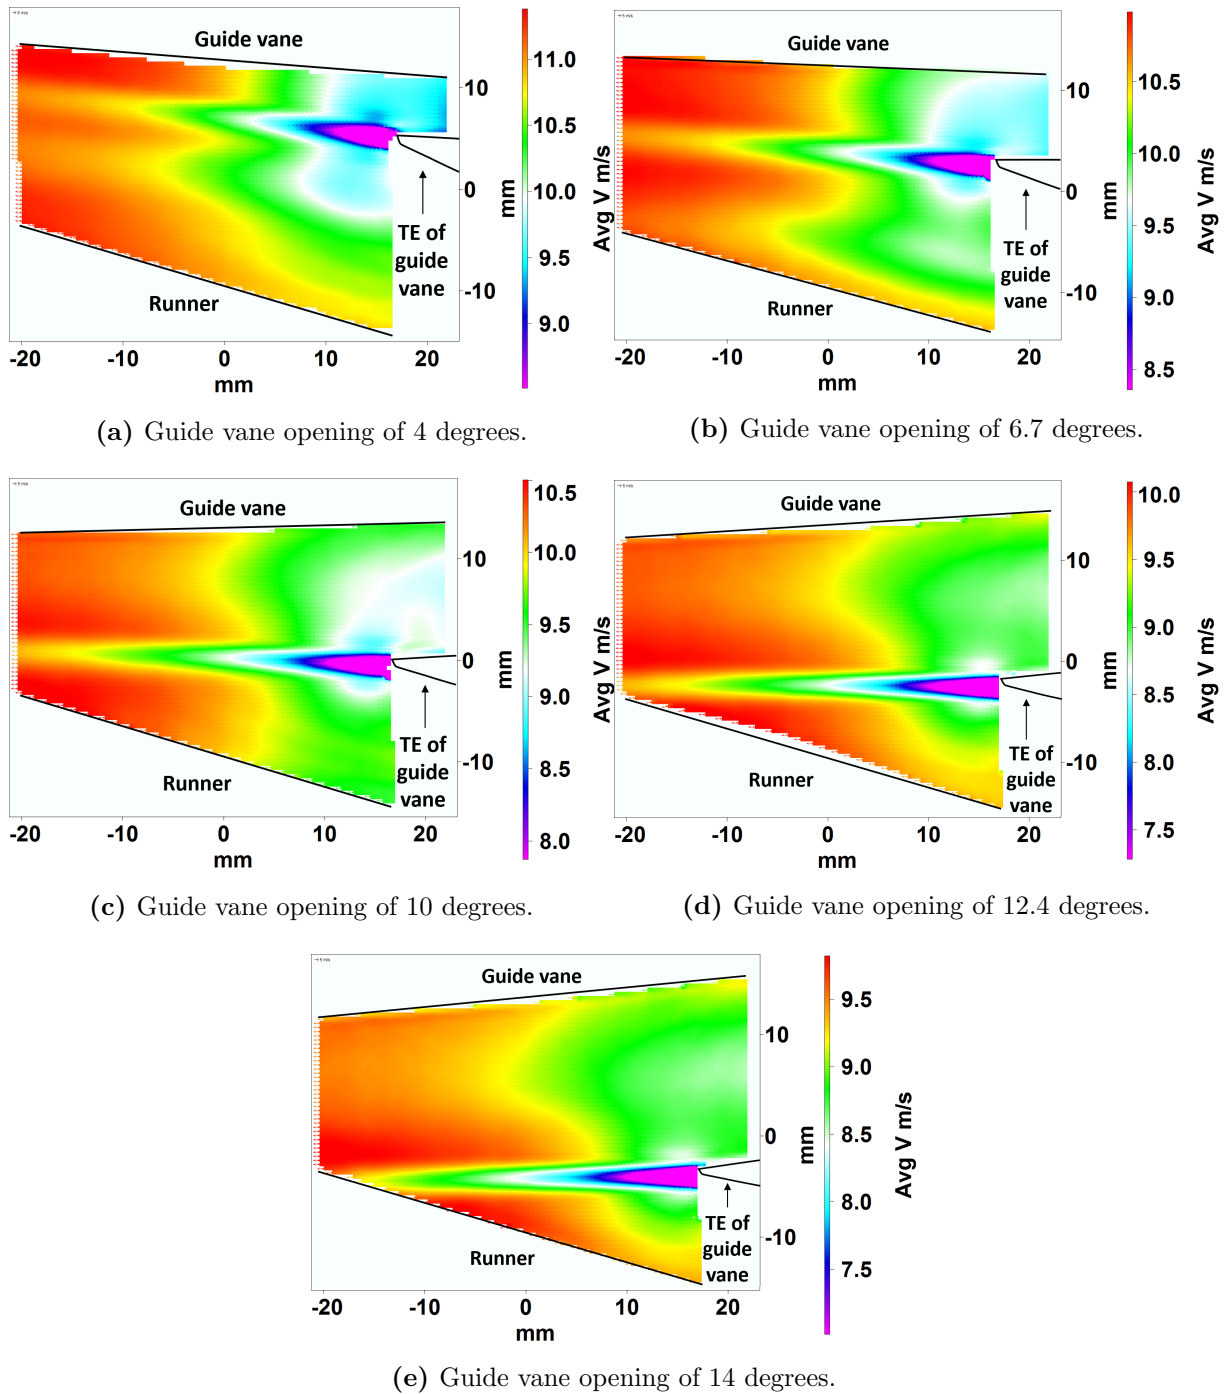 → 5 m/s
Guide vane
11.0
10.5
10.0
9.5
9.0
10
0
-10
mm
Avg V m/s
TE of
guide
vane
Runner
-20
-10
0
10
20
mm
(a) Guide vane opening of 4 degrees.
→ 5 m/s
Guide vane
10.5
10.0
9.5
9.0
8.5
10
0
-10
mm
Avg V m/s
TE of
guide
vane
Runner
-20
-10
0
10
20
mm
(b) Guide vane opening of 6.7 degrees.
→ 5 m/s
Guide vane
10.5
10.0
9.5
9.0
8.5
8.0
10
0
-10
mm
Avg V m/s
TE of
guide
vane
Runner
-20
-10
0
10
20
mm
(c) Guide vane opening of 10 degrees.
→ 5 m/s
Guide vane
10.0
9.5
9.0
8.5
8.0
7.5
10
0
-10
mm
Avg V m/s
TE of
guide
vane
Runner
-20
-10
0
10
20
mm
(d) Guide vane opening of 12.4 degrees.
→ 5 m/s
Guide vane
9.5
9.0
8.5
8.0
7.5
10
0
-10
mm
Avg V m/s
TE of
guide
vane
Runner
-20
-10
0
10
20
mm
(e) Guide vane opening of 14 degrees.